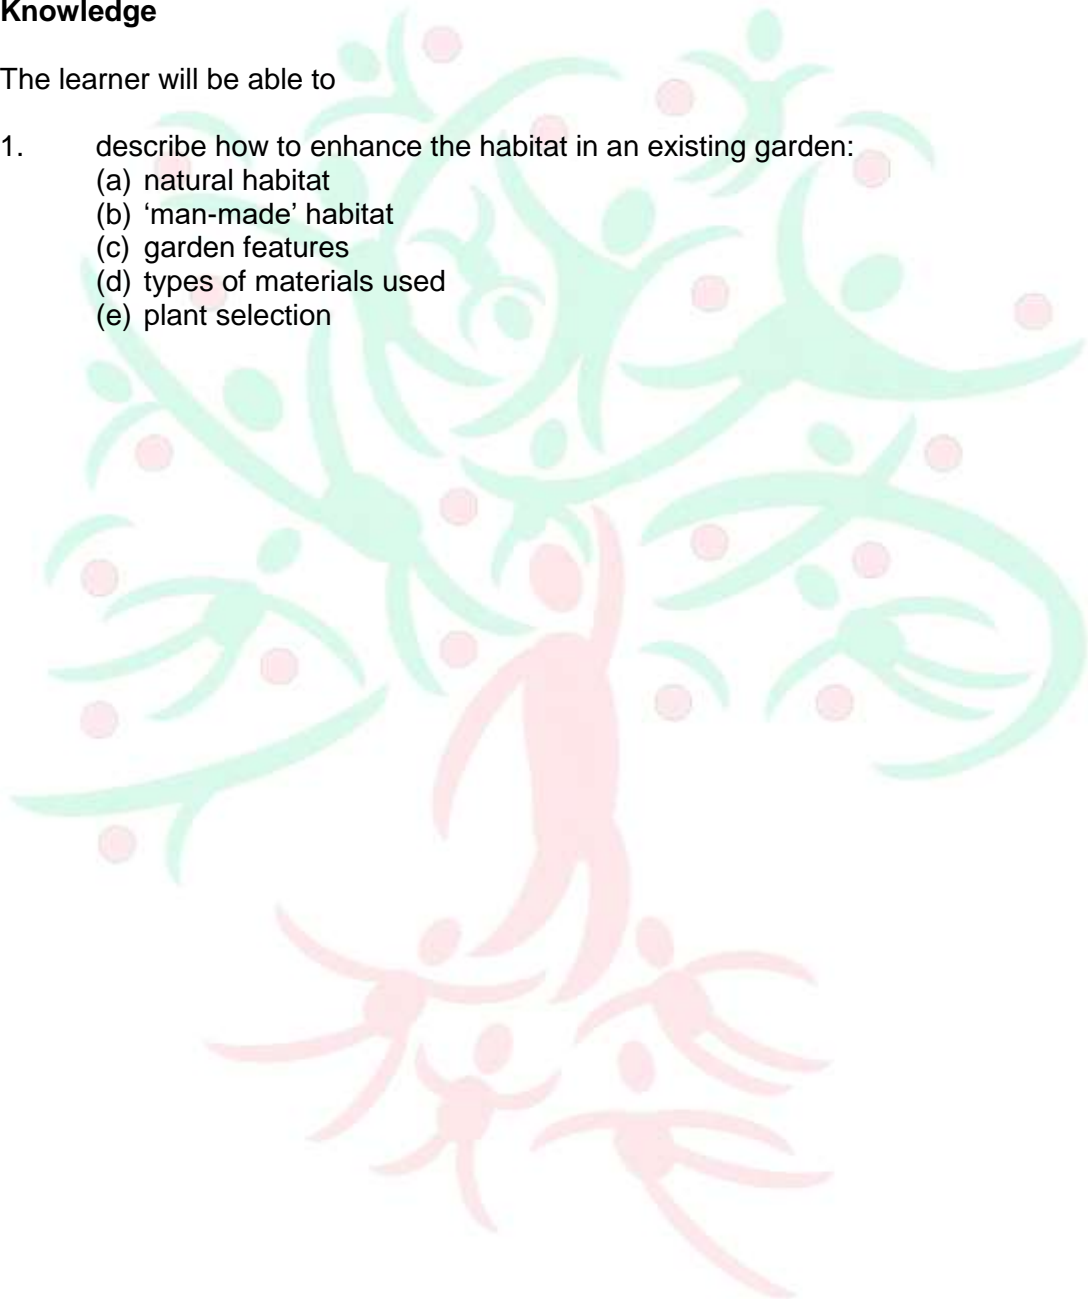 Knowledge
The learner will be able to
1. describe how to enhance the habitat in an existing garden:
(a) natural habitat
(b) ‘man-made’ habitat
(c) garden features
(d) types of materials used
(e) plant selection